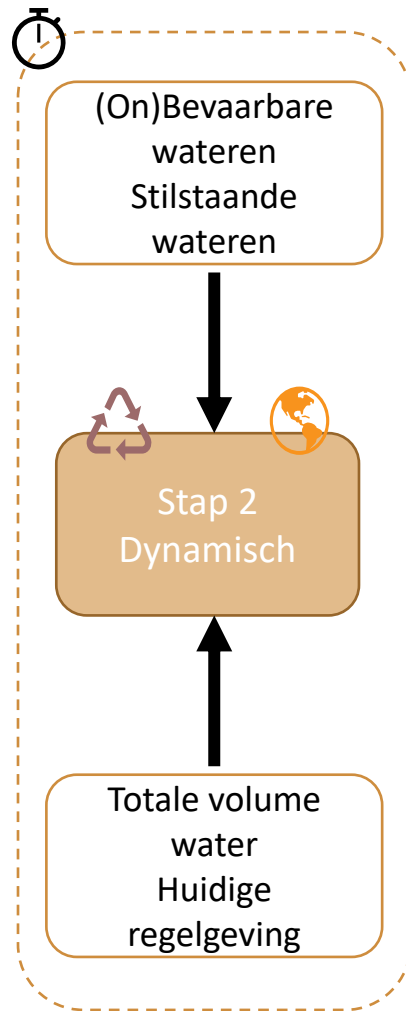 (On)Bevaarbare
wateren
Stilstaande
wateren
Stap 2
Dynamisch
Totale volume
water
Huidige
regelgeving